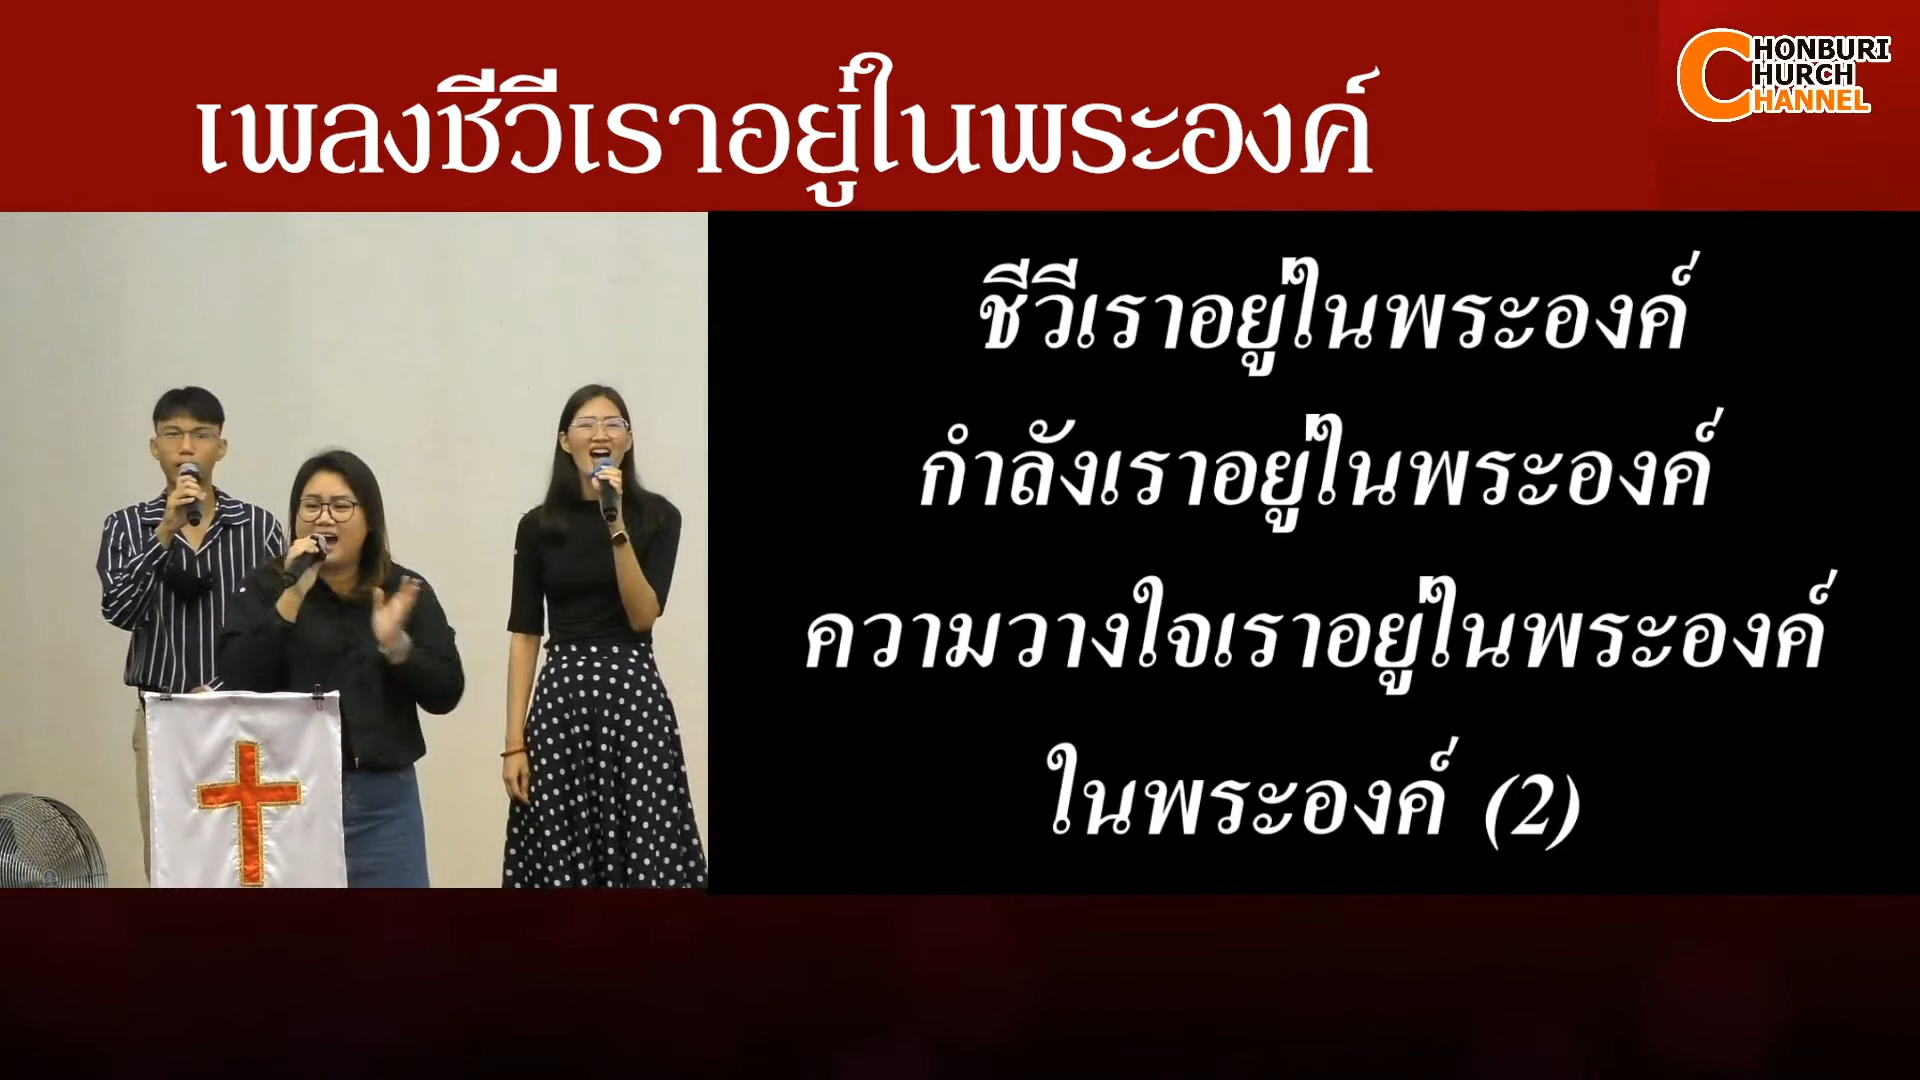 เพลงชีวีเราอยู่ในพระองค์
CHONBURI
CHURCH
CHANNEL
ชีวีเราอยู่ในพระองค์
กำลังเราอยู่ในพระองค์
ความวางใจเราอยู่ในพระองค์
ในพระองค์ (2)